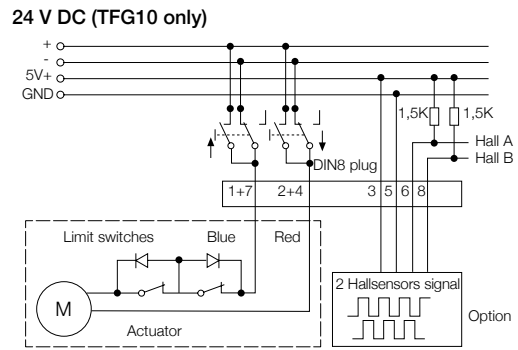 24 V DC (TFG10 only)
+
-
5V+
GND
1,5K 1,5K
Hall A
Hall B
DIN8 plug
1+7 2+4 3 5 6 8
Limit switches Blue Red
2 Hallsensors signal
M
Option
Actuator